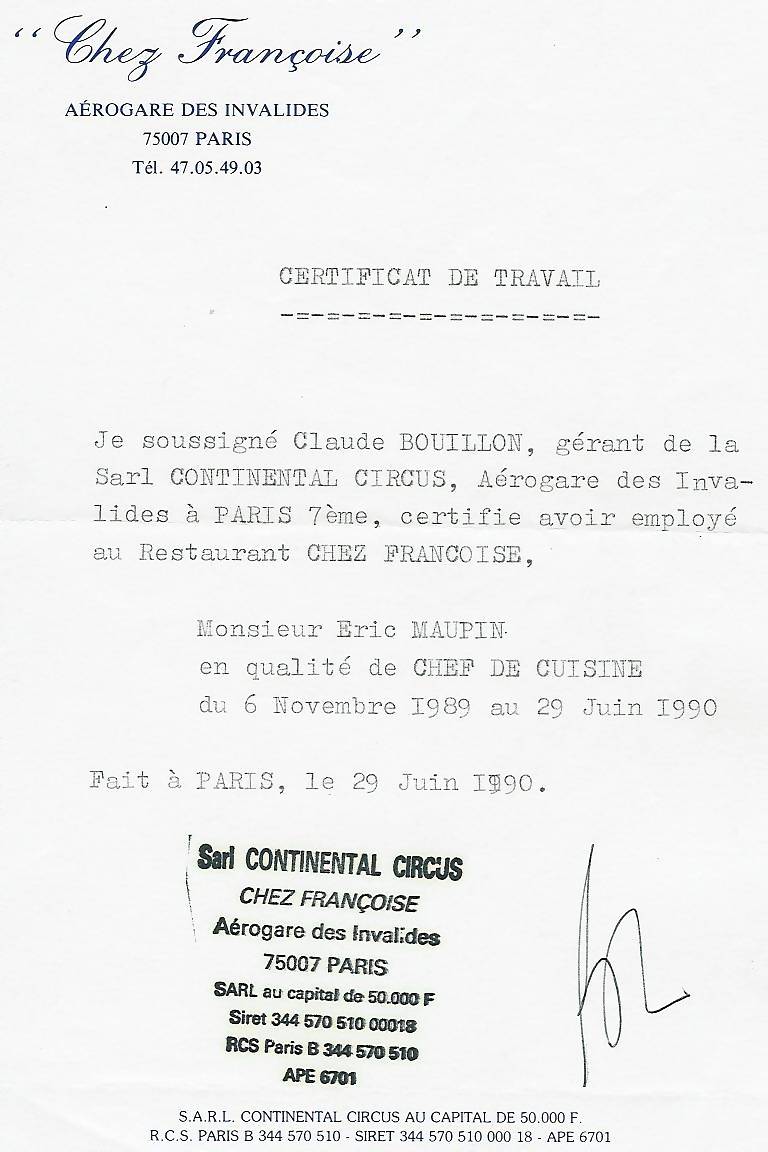 “ Chez Françoise ”
AÉROGARE DES INVALIDES
75007 PARIS
Tél. 47.05.49.03
CERTIFICAT DE TRAVAIL
-=-=-=-=-=-=-=-=-=-=-
Je soussigné Claude BOUILLON, gérant de la
Sarl CONTINENTAL CIRCUS, Aérogare des Inva-
lides à PARIS 7ème, certifie avoir employé
au Restaurant CHEZ FRANCOISE,
Monsieur Eric MAUPIN
en qualité de CHEF DE CUISINE
du 6 Novembre 1989 au 29 Juin 1990
Fait à PARIS, le 29 Juin 1990.
Sarl CONTINENTAL CIRCUS
CHEZ FRANÇOISE
Aérogare des Invalides
75007 PARIS
SARL au capital de 50.000 F
Siret 344 570 510 00018
RCS Paris B 344 570 510
APE 6701
S.A.R.L. CONTINENTAL CIRCUS AU CAPITAL DE 50.000 F.
R.C.S. PARIS B 344 570 510 - SIRET 344 570 510 000 18 - APE 6701